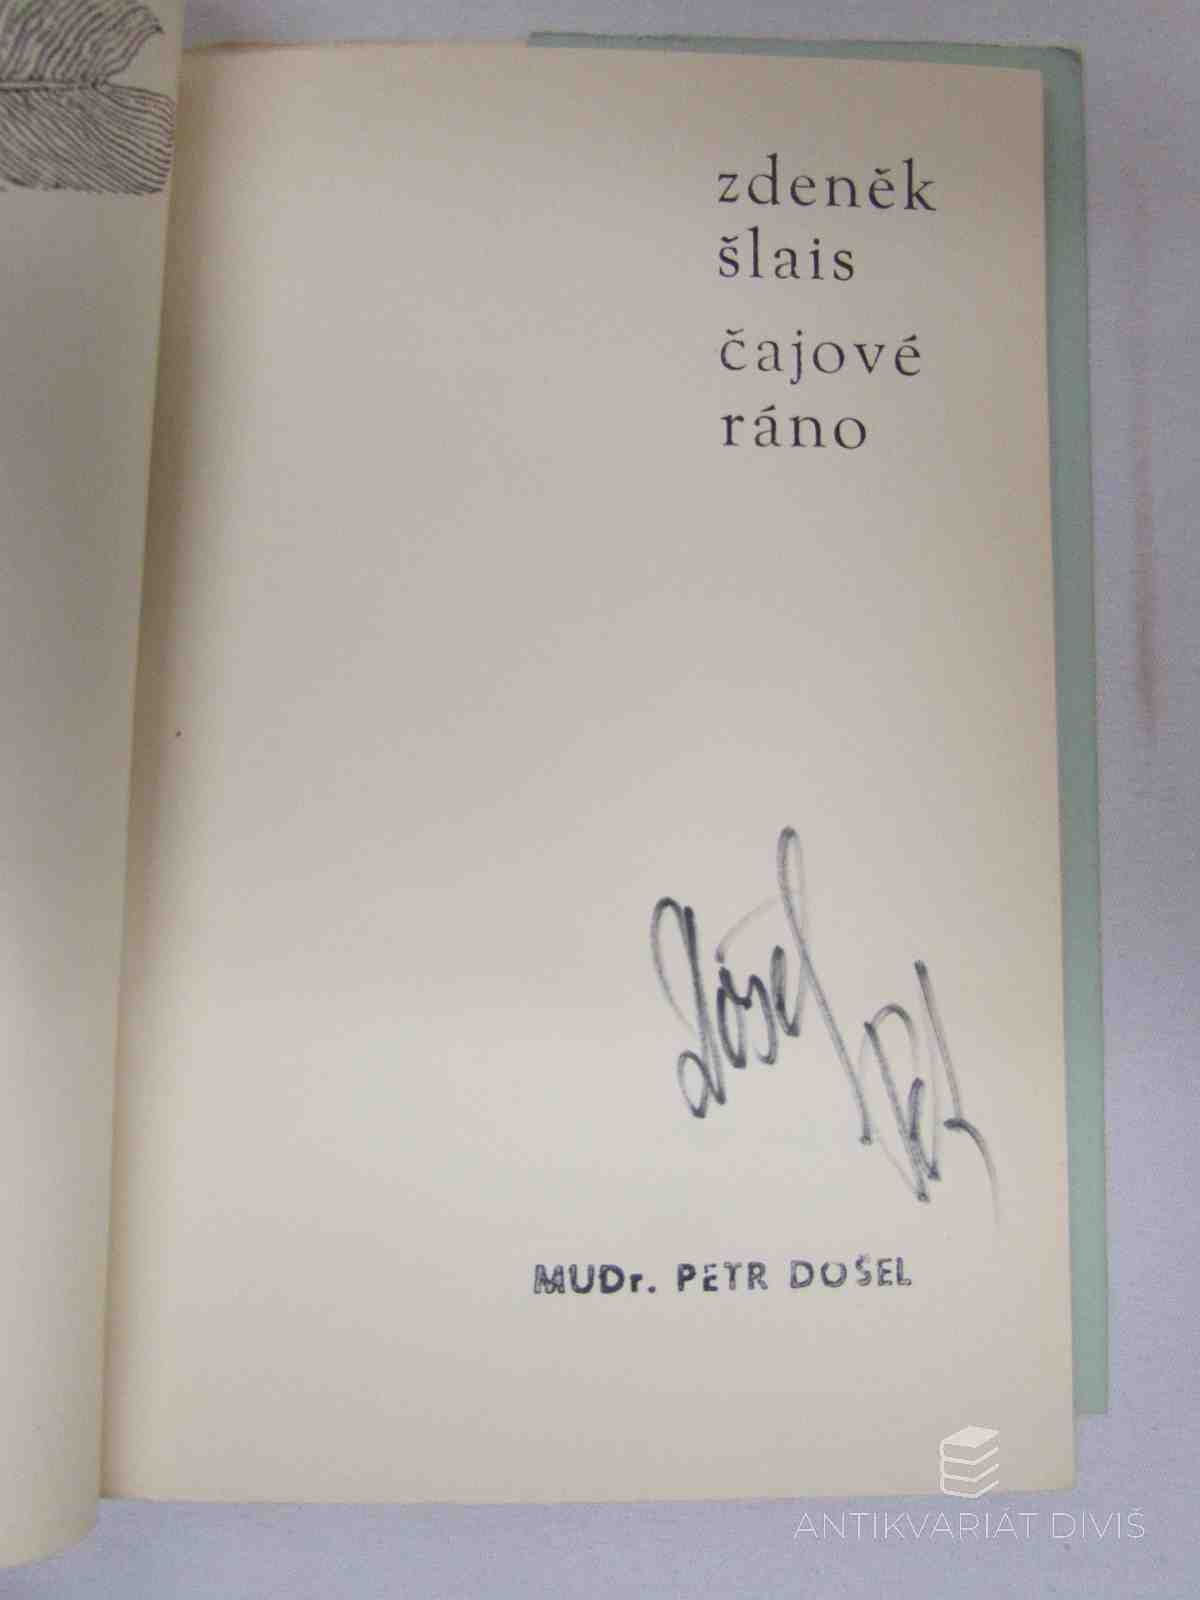 zdeněk
šlais
čajové
ráno
Došel
MUDr. PETR DOŠEL
ANTIKVARIÁT DIVIŠ